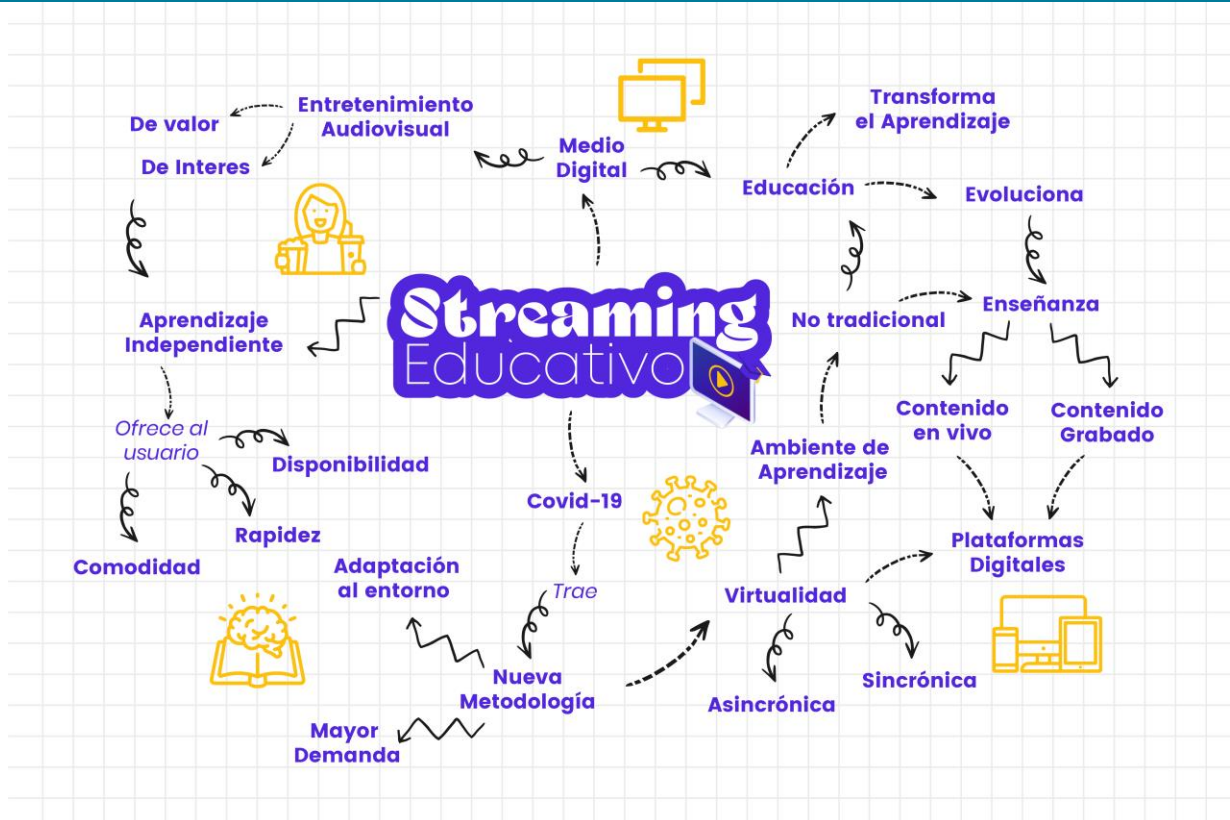 Entretenimiento
Audiovisual
De valor
De Interes
Medio
Digital
Transforma
el Aprendizaje
Educación
Evoluciona
Streaming
Educativo
Aprendizaje
Independiente
No tradicional
Enseñanza
Ofrece al
usuario
Disponibilidad
Rapidez
Comodidad
Contenido
en vivo
Contenido
Grabado
Ambiente de
Aprendizaje
Covid-19
Trae
Adaptación
al entorno
Plataformas
Digitales
Virtualidad
Nueva
Metodología
Sincrónica
Asincrónica
Mayor
Demanda